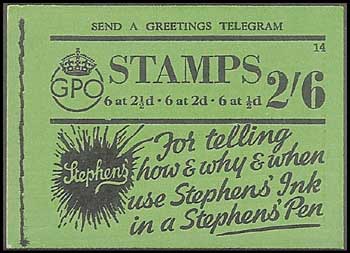 SEND A GREETINGS TELEGRAM
14
GPO
STAMPS 2/6
6 at 2½d · 6 at 2d · 6 at ½d
Stephens'
For telling
how & why & when
use Stephens' Ink
in a Stephens' Pen